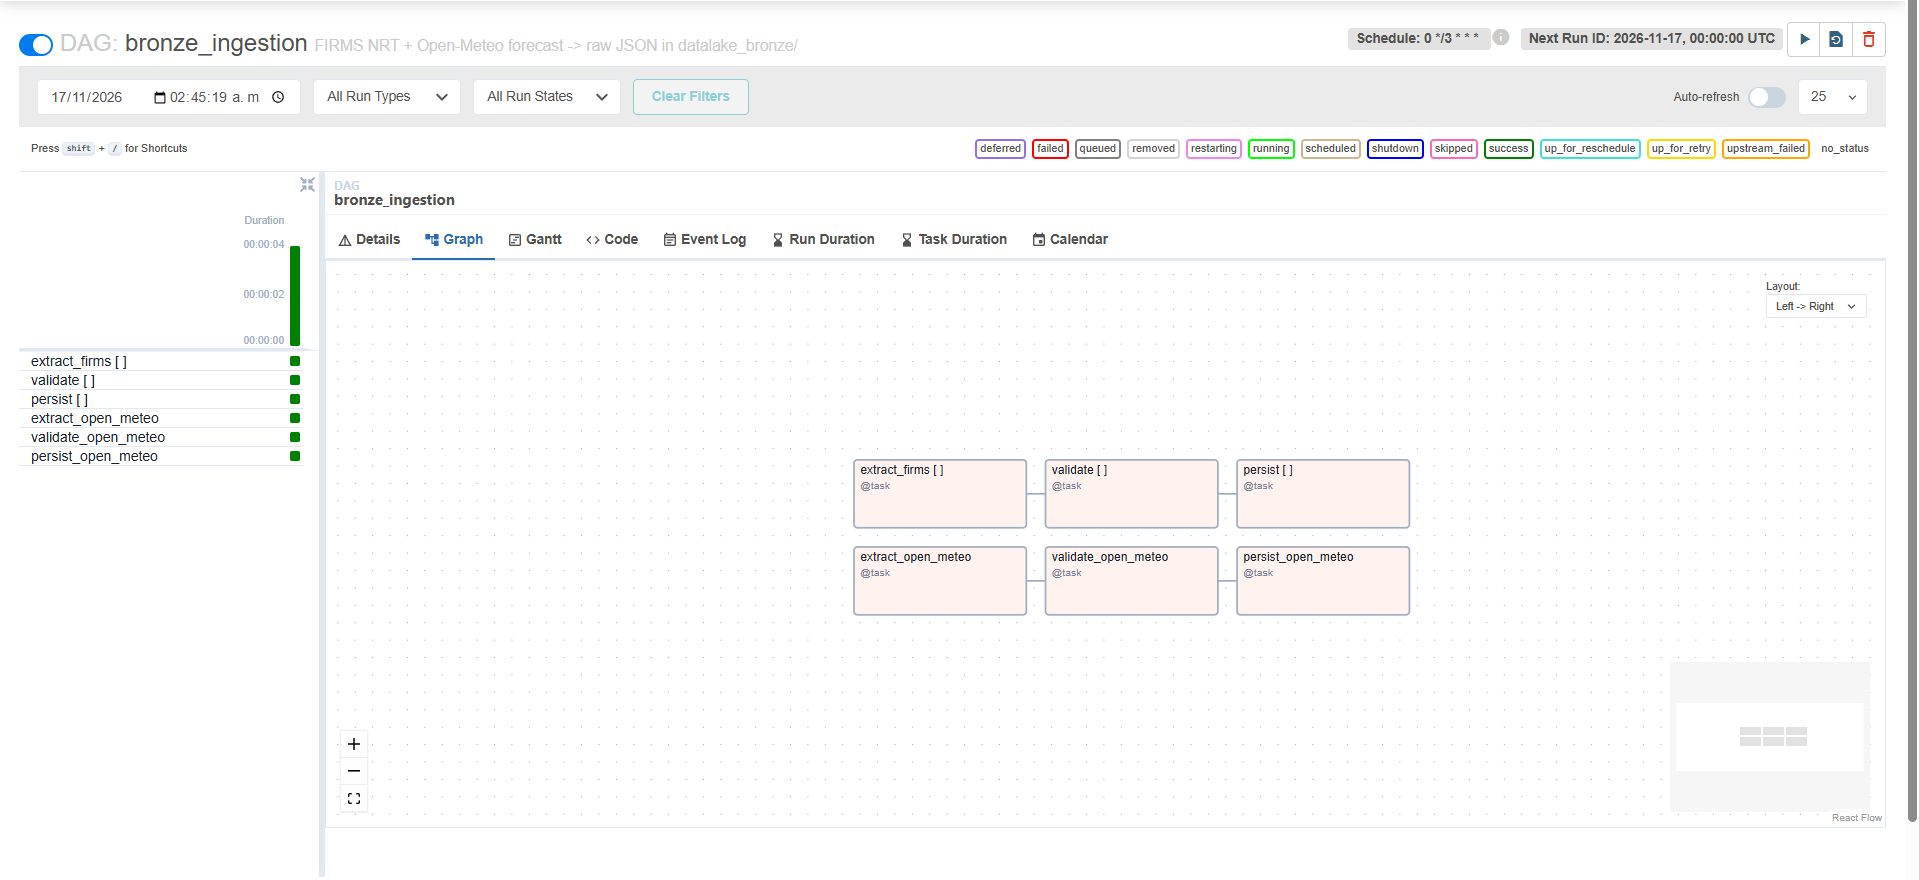 DAG: bronze_ingestion FIRMS NRT + Open-Meteo forecast -> raw JSON in datalake_bronze/
Schedule: 0 */3 * * *
Next Run ID: 2026-11-17, 00:00:00 UTC
17/11/2026 02:45:19 a. m
All Run Types
All Run States
Clear Filters
Auto-refresh
25
Press shift + / for Shortcuts
deferred failed queued removed restarting running scheduled shutdown skipped success up_for_reschedule up_for_retry upstream_failed no_status
Duration
00:00:04
00:00:02
00:00:00
extract_firms [ ]
validate [ ]
persist [ ]
extract_open_meteo
validate_open_meteo
persist_open_meteo
DAG
bronze_ingestion
Details Graph Gantt Code Event Log Run Duration Task Duration Calendar
Layout:
Left -> Right
extract_firms [ ]
@task
validate [ ]
@task
persist [ ]
@task
extract_open_meteo
@task
validate_open_meteo
@task
persist_open_meteo
@task
React Flow